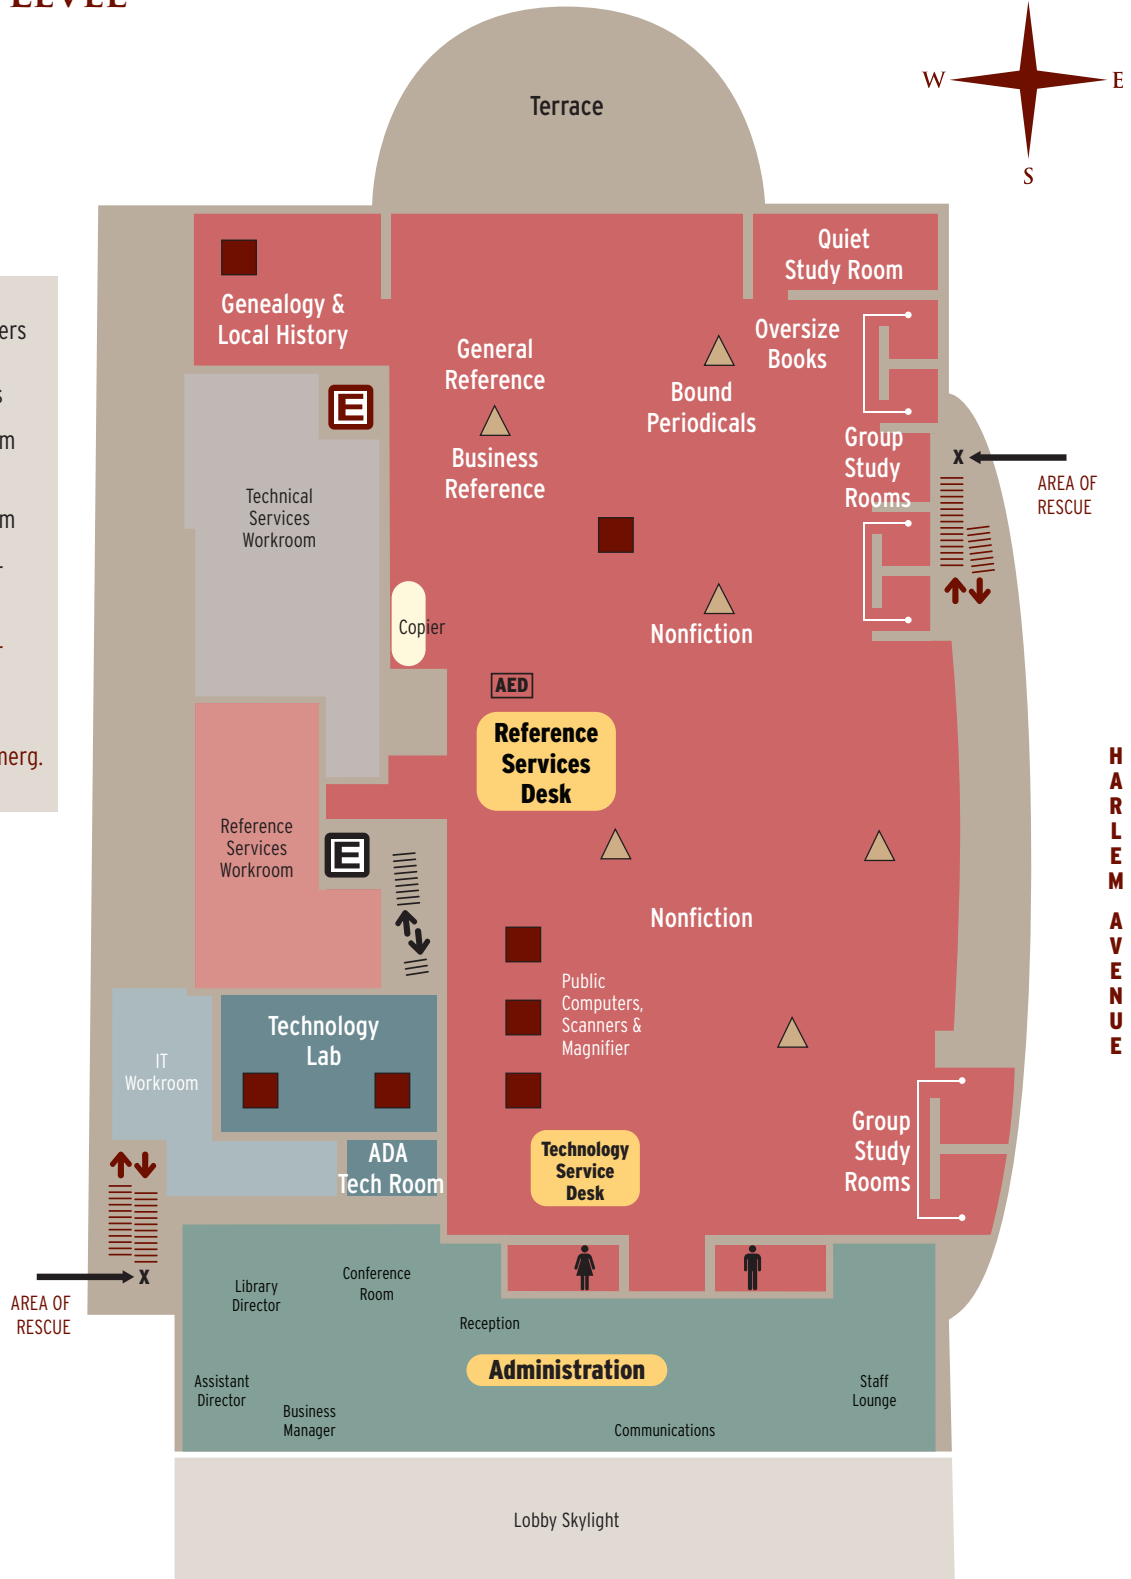 LEVEL
Terrace
W
E
S
Quiet
Study Room
Genealogy &
Local History
Oversize
Books
General
Reference
Bound
Periodicals
E
Business
Reference
Group
Study
Rooms
X
AREA OF
RESCUE
Technical
Services
Workroom
Copier
Nonfiction
AED
Reference
Services
Desk
Reference
Services
Workroom
E
Nonfiction
HARLEM AVENUE
Public
Computers,
Scanners &
Magnifier
Technology
Lab
IT
Workroom
ADA
Tech Room
Technology
Service
Desk
Group
Study
Rooms
X
AREA OF
RESCUE
Library
Director
Conference
Room
Reception
Administration
Assistant
Director
Business
Manager
Communications
Staff
Lounge
Lobby Skylight